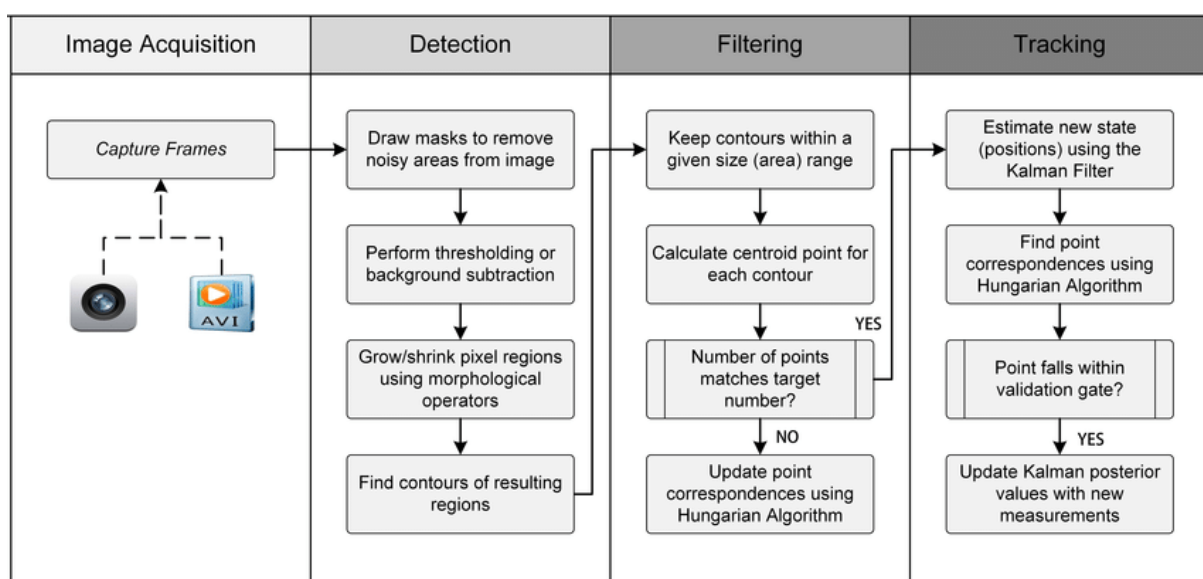 Image Acquisition
Detection
Filtering
Tracking
Capture Frames
AVI
Draw masks to remove
noisy areas from image
Perform thresholding or
background subtraction
Grow/shrink pixel regions
using morphological
operators
Find contours of resulting
regions
Keep contours within a
given size (area) range
Calculate centroid point for
each contour
YES
Number of points
matches target
number?
NO
Update point
correspondences using
Hungarian Algorithm
Estimate new state
(positions) using the
Kalman Filter
Find point
correspondences using
Hungarian Algorithm
Point falls within
validation gate?
YES
Update Kalman posterior
values with new
measurements